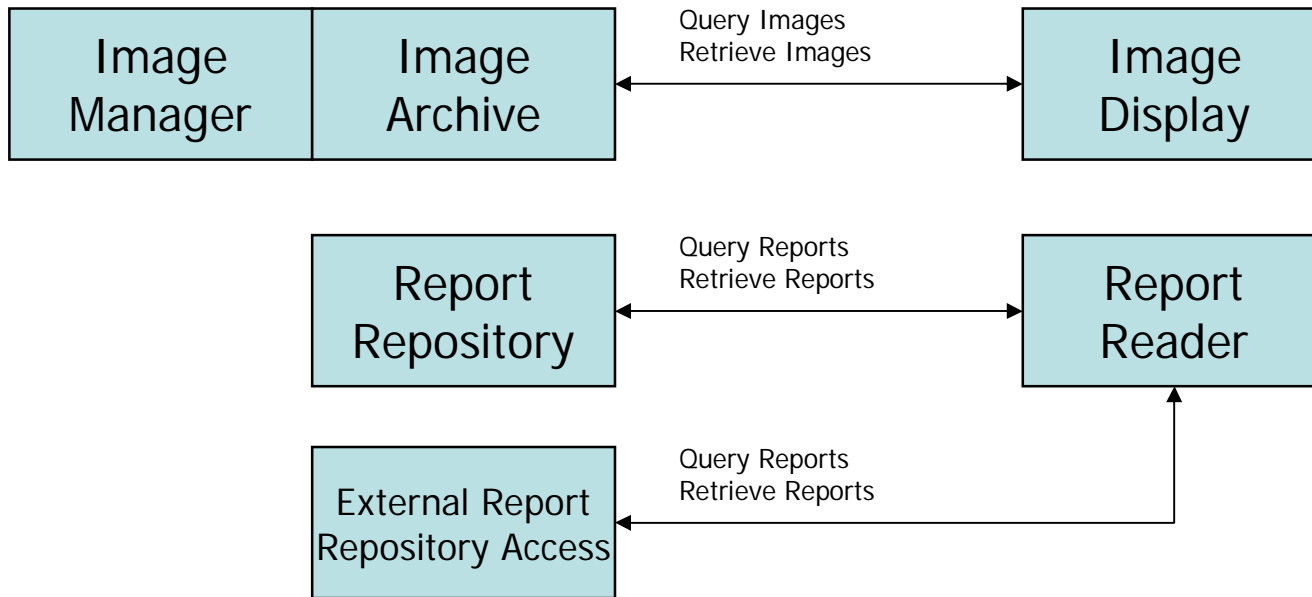 Image
Manager
Image
Archive
Query Images
Retrieve Images
Image
Display
Report
Repository
Query Reports
Retrieve Reports
Report
Reader
External Report
Repository Access
Query Reports
Retrieve Reports